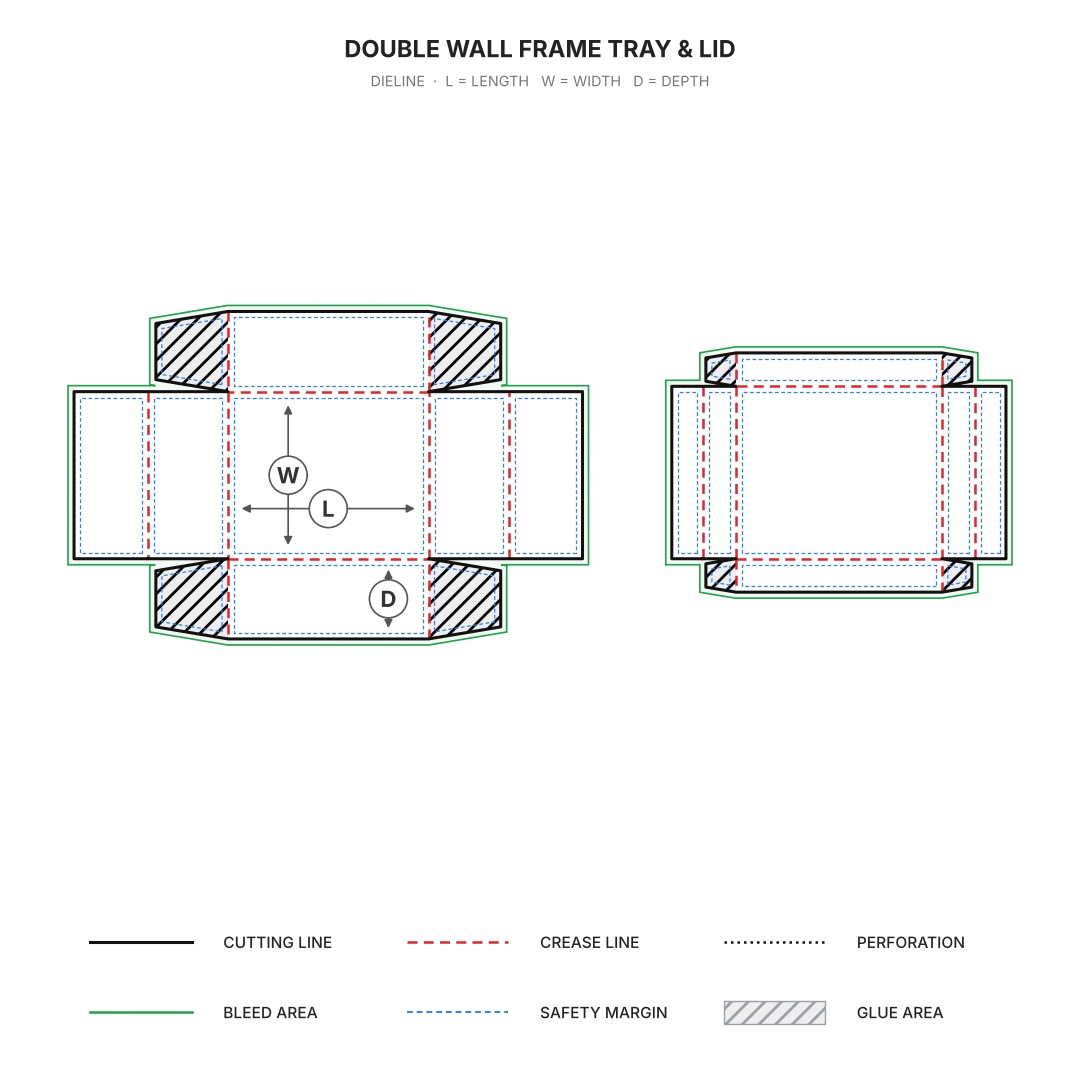 DOUBLE WALL FRAME TRAY & LID
DIELINE · L = LENGTH W = WIDTH D = DEPTH
W
L
D
CUTTING LINE
CREASE LINE
PERFORATION
BLEED AREA
SAFETY MARGIN
GLUE AREA